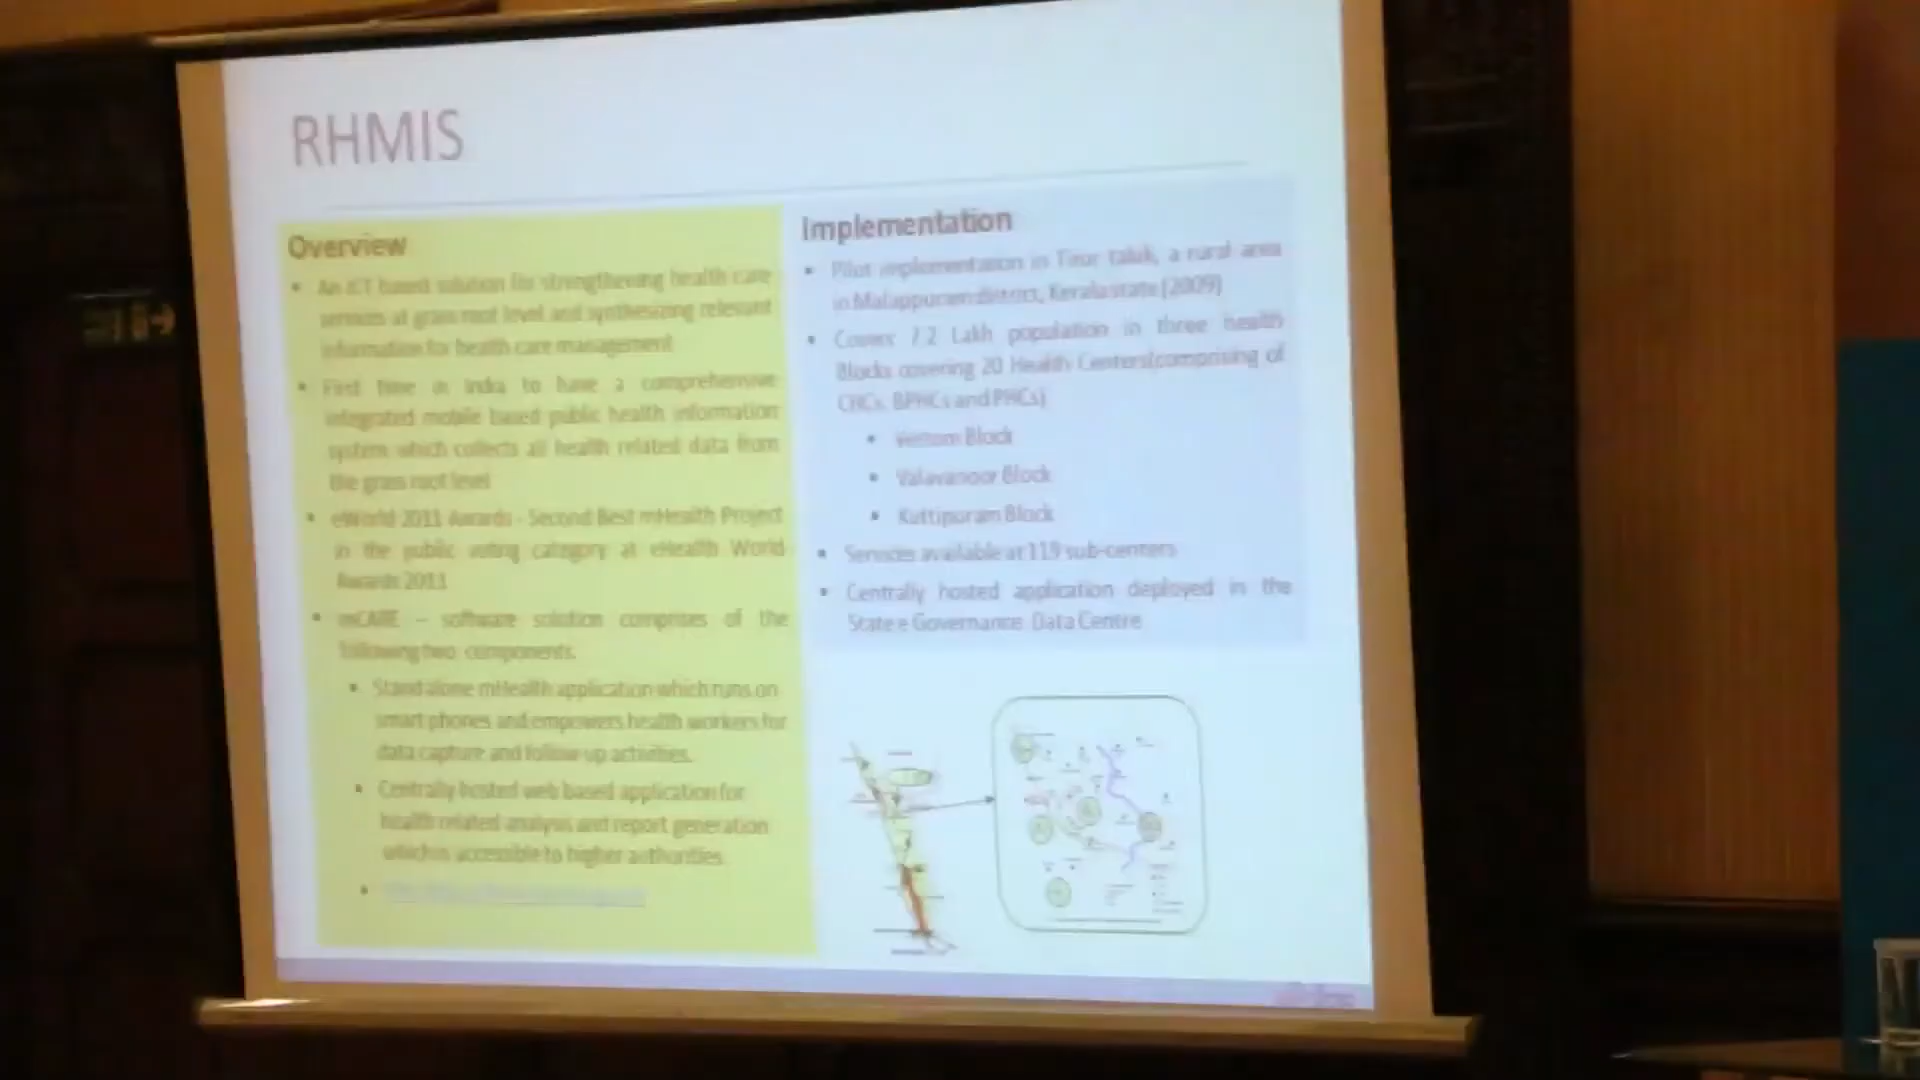 RHMIS
Overview
An ICT based solution for strengthening health care
services at grass root level and synthesizing relevant
information for health care management
First time in India to have a comprehensive
integrated mobile based public health information
system which collects all health related data from
the grass root level
eWorld 2011 Awards - Second Best mHealth Project
in the public voting category at eHealth World
Awards 2011
mCARE – software solution comprises of the
following two components.
Standalone mHealth application which runs on
smart phones and empowers health workers for
data capture and follow up activities.
Centrally hosted web based application for
health related analysis and report generation
which is accessible to higher authorities
Implementation
Pilot implementation in Tirur taluk, a rural area
in Malappuram district, Kerala state (2009)
Covers 7.2 Lakh population in three health
Blocks covering 20 Health Centers(comprising of
CHCs, BPHCs and PHCs)
Vettom Block
Valavanoor Block
Kuttipuram Block
Services available at 119 sub-centers
Centrally hosted application deployed in the
State e Governance Data Centre